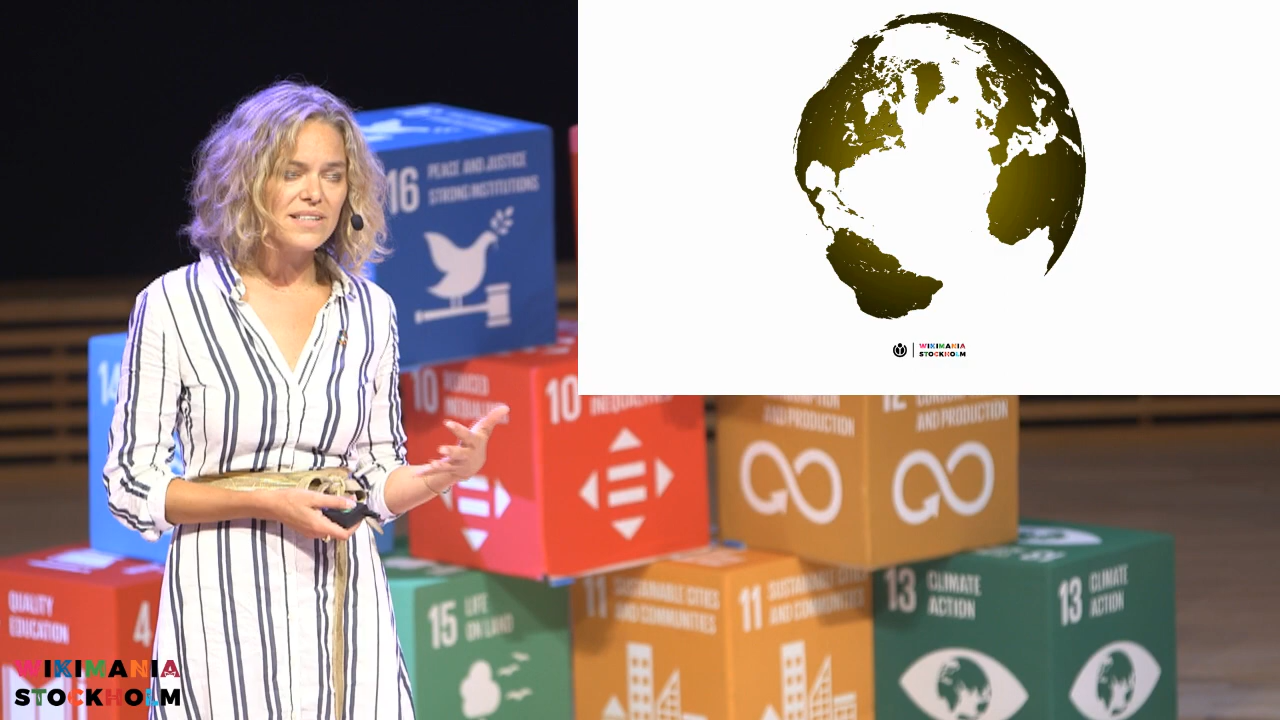 16 PEACE AND JUSTICE
STRONG INSTITUTIONS
WIKIMANIA
STOCKHOLM
14
10 REDUCED
INEQUALITIES
10
INEQUALITIES
AND PRODUCTION
12
AND PRODUCTION
QUALITY
EDUCATION
4
15 LIFE
ON LAND
11 SUSTAINABLE CITIES
AND COMMUNITIES
11 SUSTAINABLE CITIES
AND COMMUNITIES
13 CLIMATE
ACTION
13 CLIMATE
ACTION
WIKIMANIA
STOCKHOLM